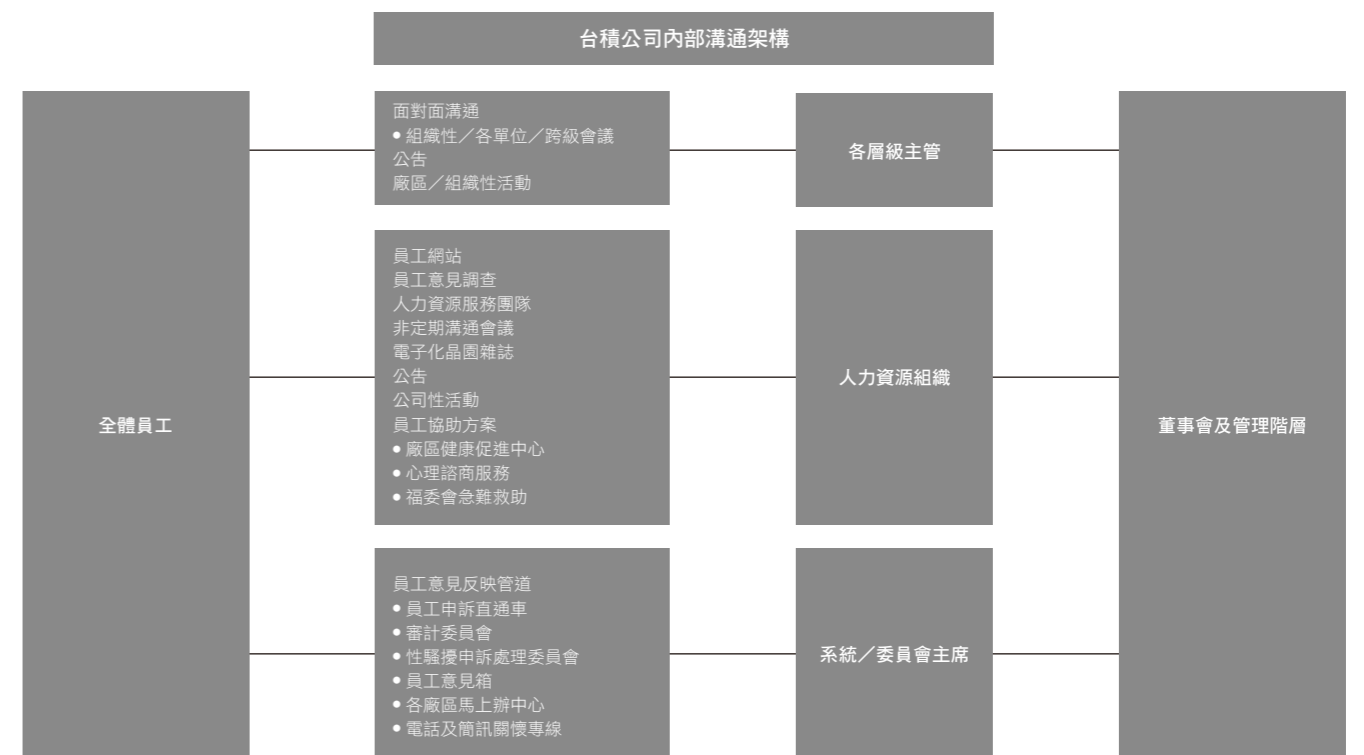 台積公司內部溝通架構
全體員工
面對面溝通
•組織性／各單位／跨級會議
公告
廠區／組織性活動
各層級主管
員工網站
員工意見調查
人力資源服務團隊
非定期溝通會議
電子化晶園雜誌
公告
公司性活動
員工協助方案
•廠區健康促進中心
•心理諮商服務
•福委會急難救助
人力資源組織
員工意見反映管道
•員工申訴直通車
•審計委員會
•性騷擾申訴處理委員會
•員工意見箱
•各廠區馬上辦中心
•電話及簡訊關懷專線
系統／委員會主席
董事會及管理階層